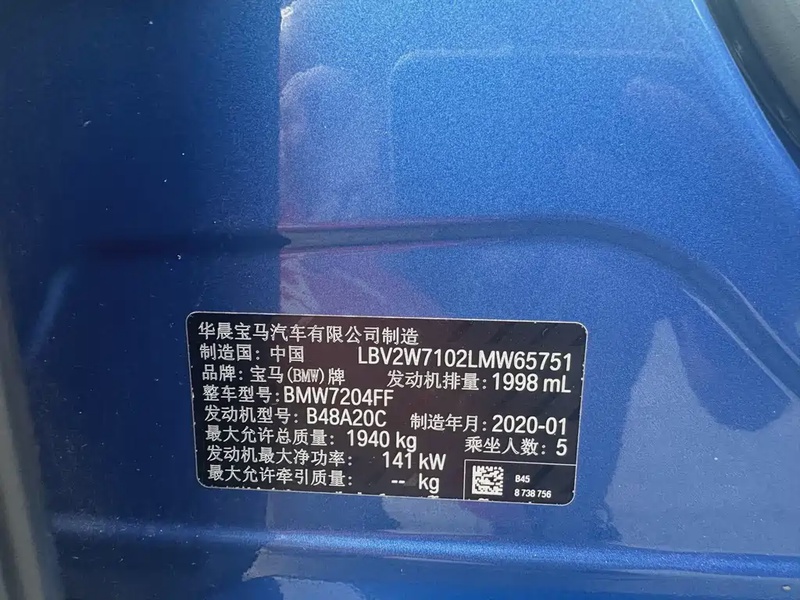 华晨宝马汽车有限公司制造
制造国：中国 LBV2W7102LMW65751
品牌：宝马(BMW)牌 发动机排量：1998 mL
整车型号：BMW7204FF
发动机型号：B48A20C 制造年月：2020-01
最大允许总质量：1940 kg 乘坐人数：5
发动机最大净功率： 141 kW
最大允许牵引质量： -- kg
B45
8 738 756